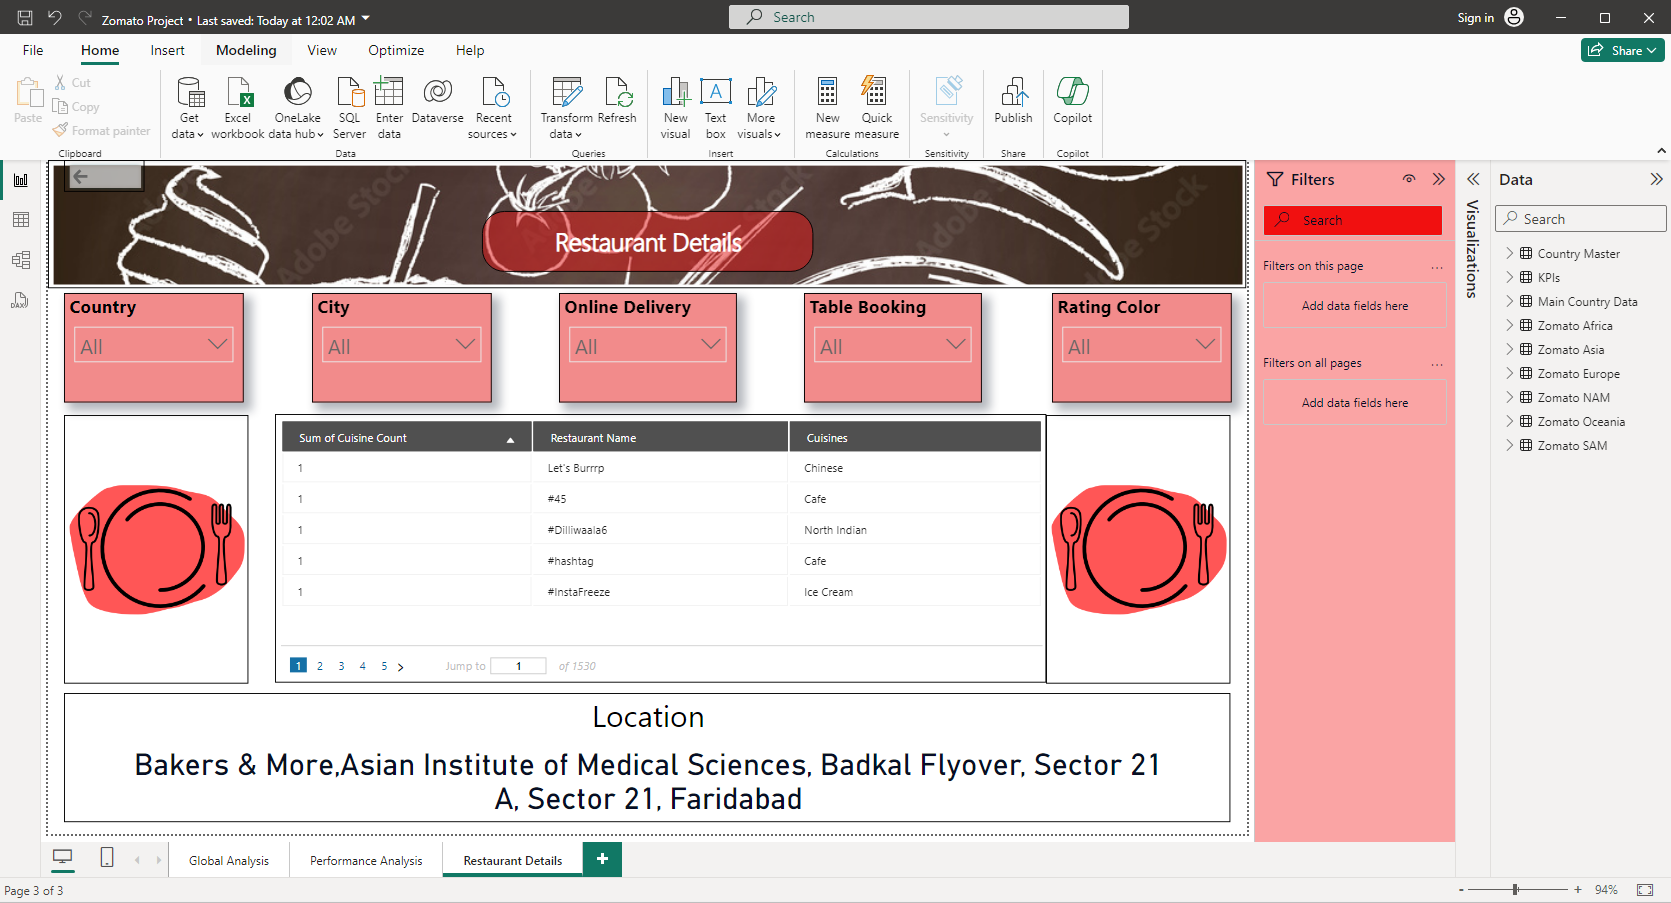 Zomato Project • Last saved: Today at 12:02 AM
Search
Sign in
File Home Insert Modeling View Optimize Help
Share
Paste
Cut
Copy
Format painter
Clipboard
Get data
Excel workbook
OneLake data hub
SQL Server
Enter data
Dataverse
Recent sources
Data
Transform data
Refresh
Queries
New visual
Text box
More visuals
Insert
New measure
Quick measure
Calculations
Sensitivity
Sensitivity
Publish
Share
Copilot
Copilot
DAX
Adobe Stock
Adobe Stock
Adobe Stock
Adobe Stock
Restaurant Details
Country
All
City
All
Online Delivery
All
Table Booking
All
Rating Color
All
Sum of Cuisine Count Restaurant Name Cuisines
1 Let's Burrrp Chinese
1 #45 Cafe
1 #Dilliwaala6 North Indian
1 #hashtag Cafe
1 #InstaFreeze Ice Cream
1 2 3 4 5 > Jump to 1 of 1530
Location
Bakers & More,Asian Institute of Medical Sciences, Badkal Flyover, Sector 21
A, Sector 21, Faridabad
Filters
Search
Filters on this page ...
Add data fields here
Filters on all pages ...
Add data fields here
Visualizations
Data
Search
Country Master
KPIs
Main Country Data
Zomato Africa
Zomato Asia
Zomato Europe
Zomato NAM
Zomato Oceania
Zomato SAM
Global Analysis Performance Analysis Restaurant Details +
Page 3 of 3
- + 94%